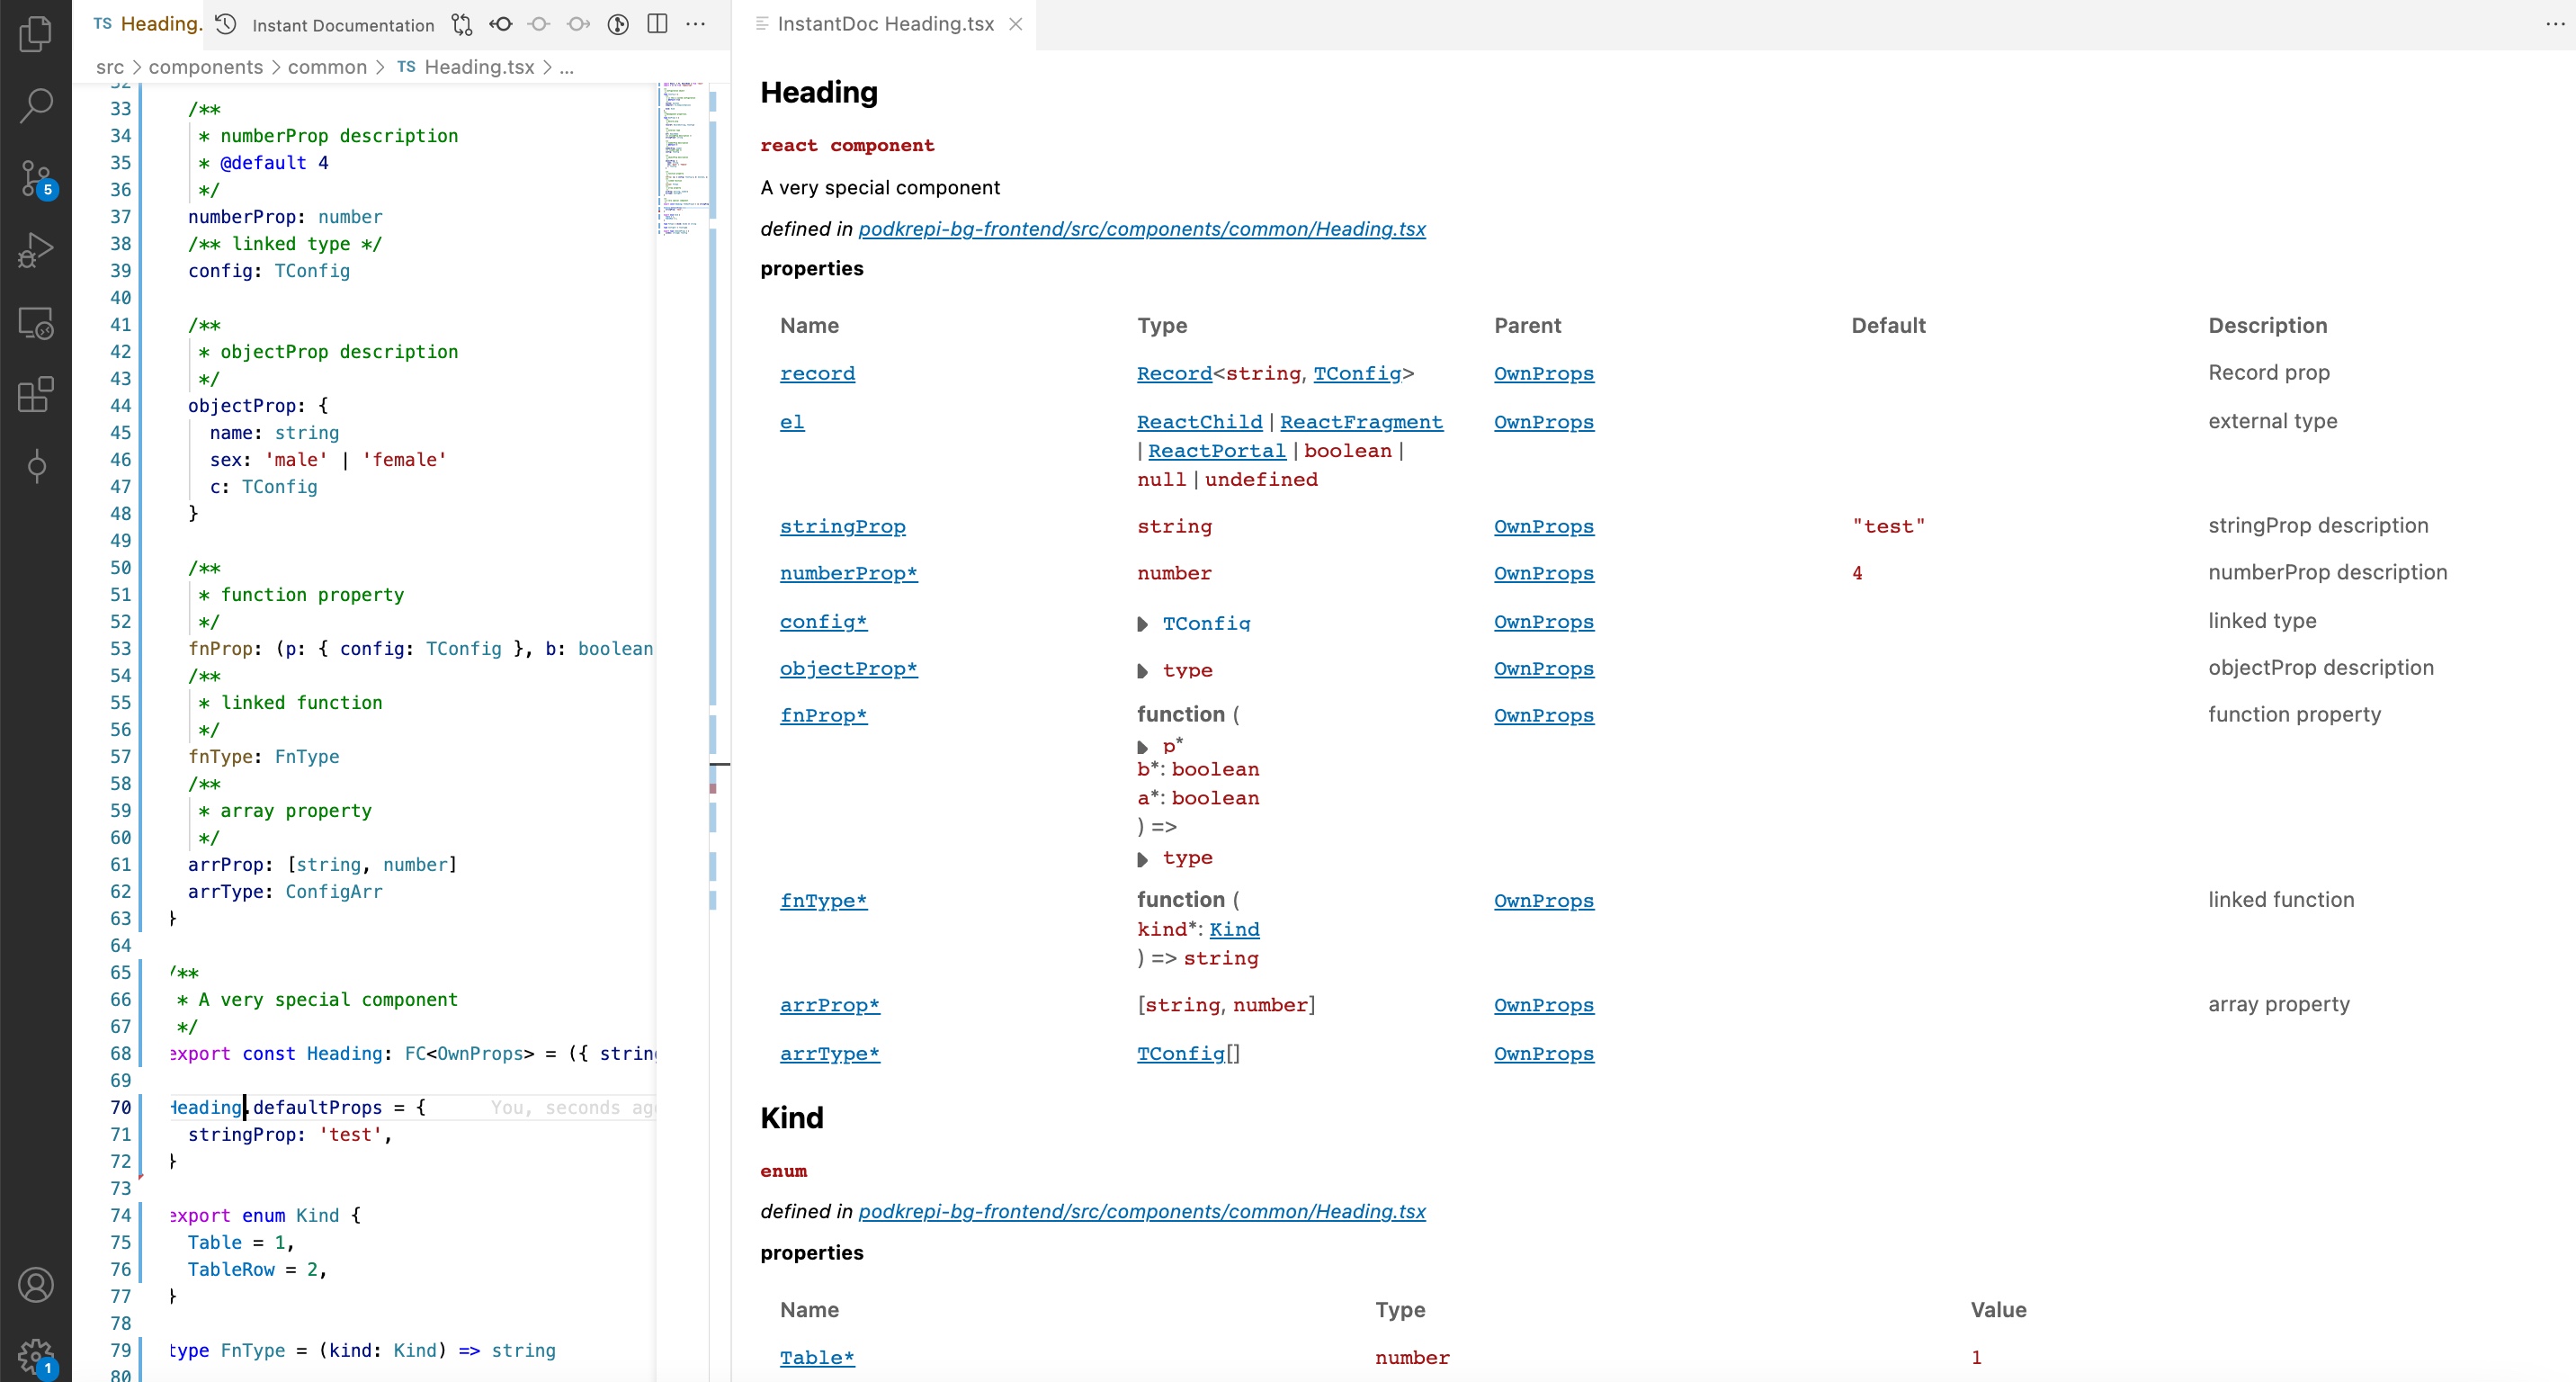 TS Heading. Instant Documentation ...
src > components > common > TS Heading.tsx > ...
33 /**
34 * numberProp description
35 * @default 4
36 */
37 numberProp: number
38 /** linked type */
39 config: TConfig
40
41 /**
42 * objectProp description
43 */
44 objectProp: {
45 name: string
46 sex: 'male' | 'female'
47 c: TConfig
48 }
49
50 /**
51 * function property
52 */
53 fnProp: (p: { config: TConfig }, b: boolean
54 /**
55 * linked function
56 */
57 fnType: FnType
58 /**
59 * array property
60 */
61 arrProp: [string, number]
62 arrType: ConfigArr
63 }
64
65 /**
66 * A very special component
67 */
68 export const Heading: FC<OwnProps> = ({ strin
69
70 Heading.defaultProps = { You, seconds ag
71 stringProp: 'test',
72 }
73
74 export enum Kind {
75 Table = 1,
76 TableRow = 2,
77 }
78
79 type FnType = (kind: Kind) => string
80
5
1
InstantDoc Heading.tsx ...
Heading
react component
A very special component
defined in podkrepi-bg-frontend/src/components/common/Heading.tsx
properties
Name Type Parent Default Description
record Record<string, TConfig> OwnProps Record prop
el ReactChild | ReactFragment OwnProps external type
| ReactPortal | boolean |
null | undefined
stringProp string OwnProps "test" stringProp description
numberProp* number OwnProps 4 numberProp description
config* TConfig OwnProps linked type
objectProp* type OwnProps objectProp description
fnProp* function ( OwnProps function property
p*
b*: boolean
a*: boolean
) =>
type
fnType* function ( OwnProps linked function
kind*: Kind
) => string
arrProp* [string, number] OwnProps array property
arrType* TConfig[] OwnProps
Kind
enum
defined in podkrepi-bg-frontend/src/components/common/Heading.tsx
properties
Name Type Value
Table* number 1